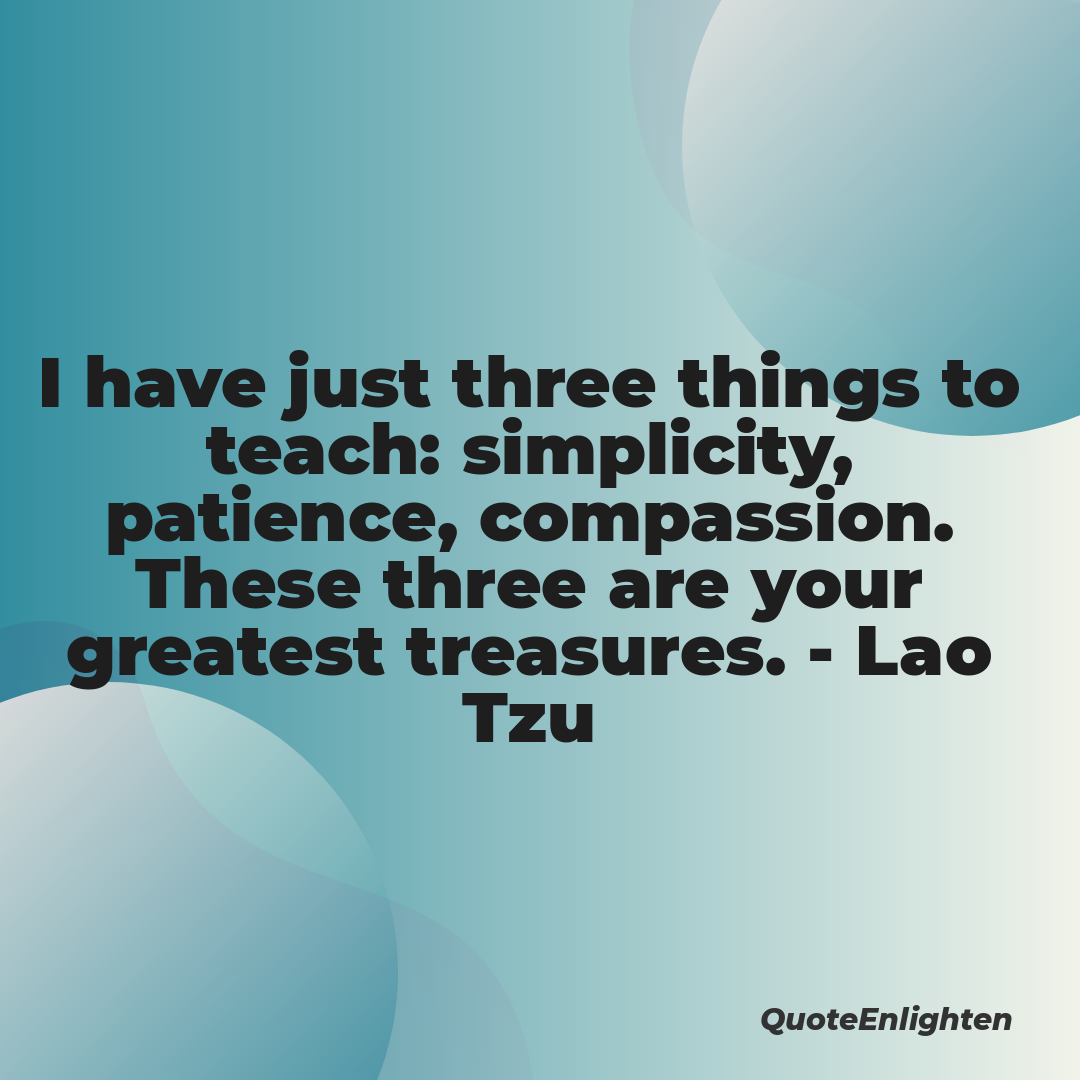 I have just three things to
teach: simplicity,
patience, compassion.
These three are your
greatest treasures. - Lao
Tzu
QuoteEnlighten